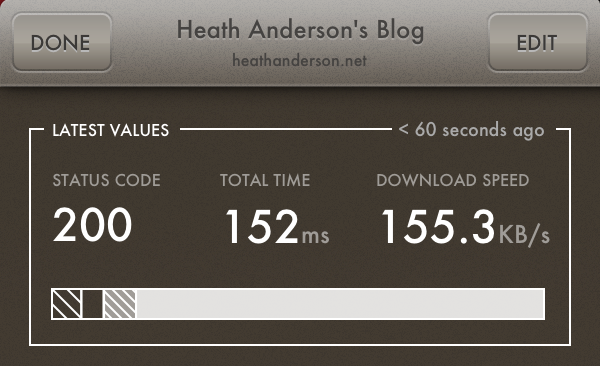 DONE
Heath Anderson's Blog
EDIT
heathanderson.net
LATEST VALUES
< 60 seconds ago
STATUS CODE
TOTAL TIME
DOWNLOAD SPEED
200
152ms
155.3KB/s